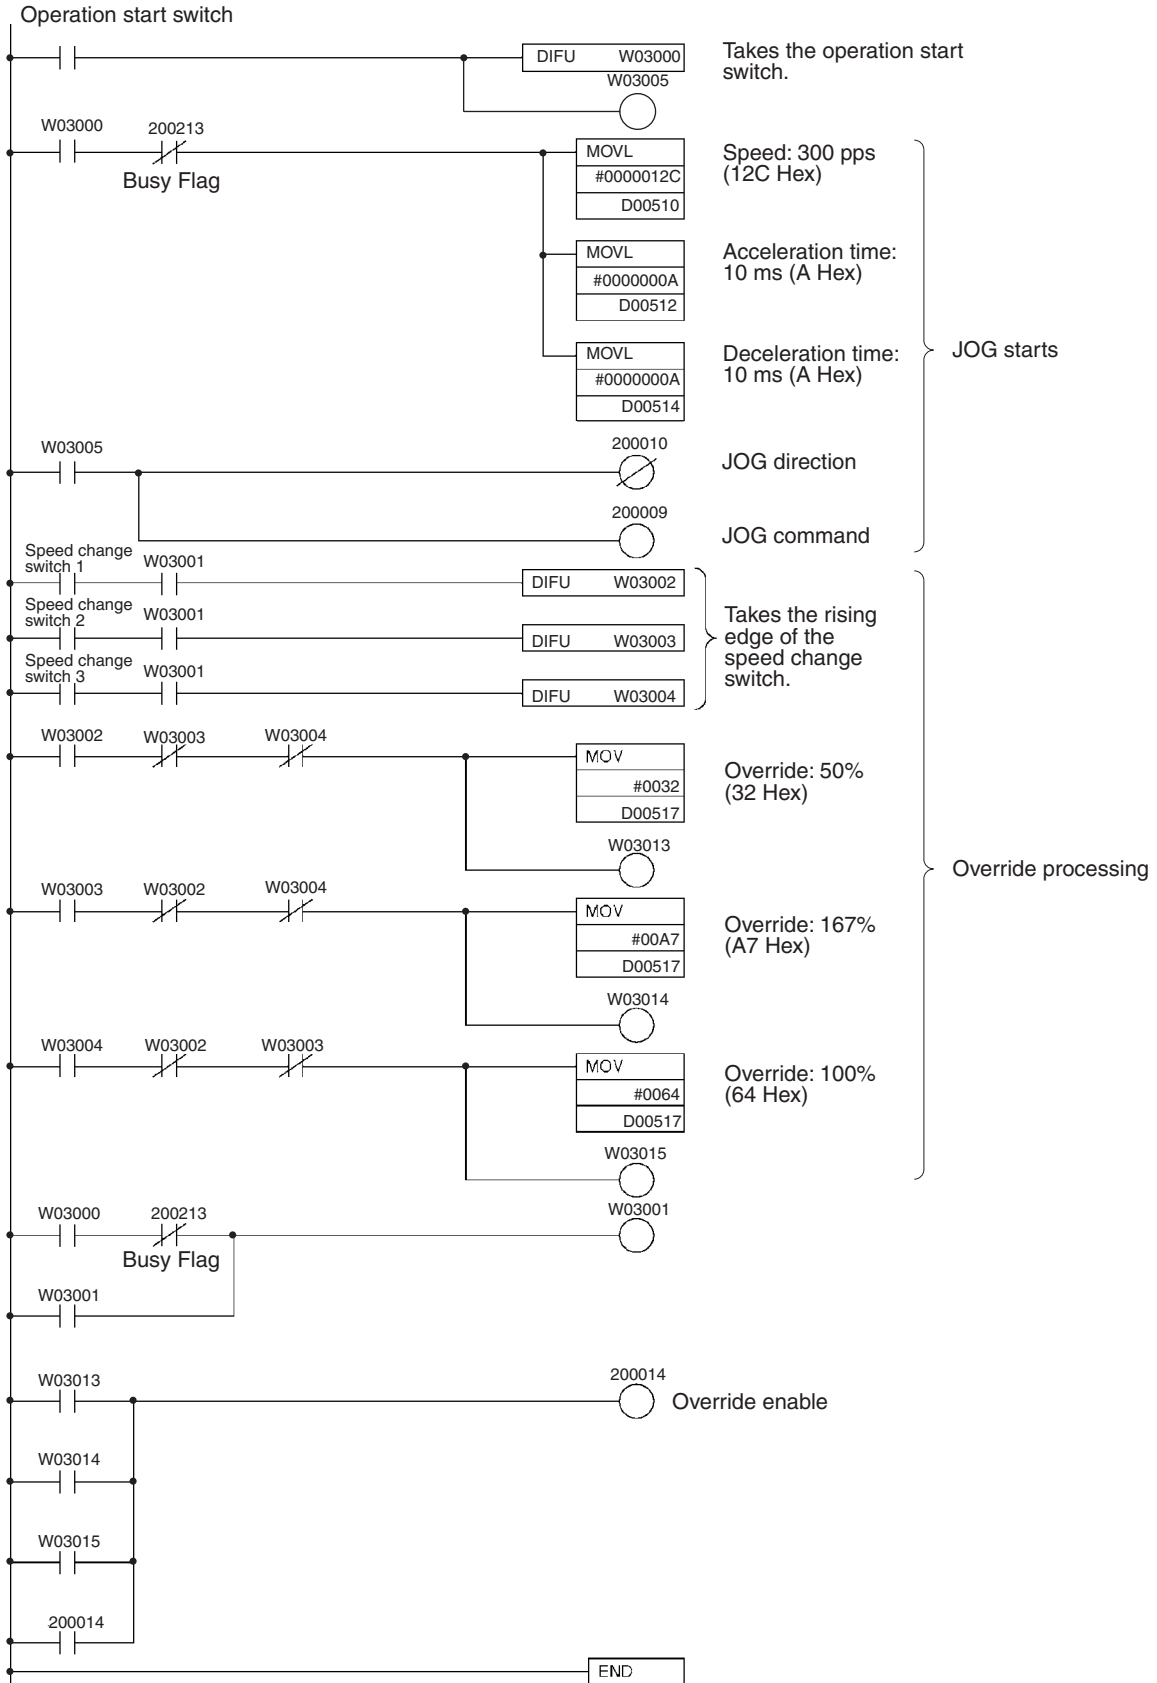 Operation start switch
DIFU W03000
Takes the operation start
switch.
W03005
W03000
200213
Busy Flag
MOVL
#0000012C
D00510
Speed: 300 pps
(12C Hex)
MOVL
#0000000A
D00512
Acceleration time:
10 ms (A Hex)
MOVL
#0000000A
D00514
Deceleration time:
10 ms (A Hex)
JOG starts
W03005
200010
JOG direction
200009
JOG command
Speed change
switch 1
W03001
DIFU W03002
Speed change
switch 2
W03001
DIFU W03003
Speed change
switch 3
W03001
DIFU W03004
Takes the rising
edge of the
speed change
switch.
W03002
W03003
W03004
MOV
#0032
D00517
Override: 50%
(32 Hex)
W03013
Override processing
W03003
W03002
W03004
MOV
#00A7
D00517
Override: 167%
(A7 Hex)
W03014
W03004
W03002
W03003
MOV
#0064
D00517
Override: 100%
(64 Hex)
W03015
W03000
200213
Busy Flag
W03001
W03001
W03013
200014
Override enable
W03014
W03015
200014
END